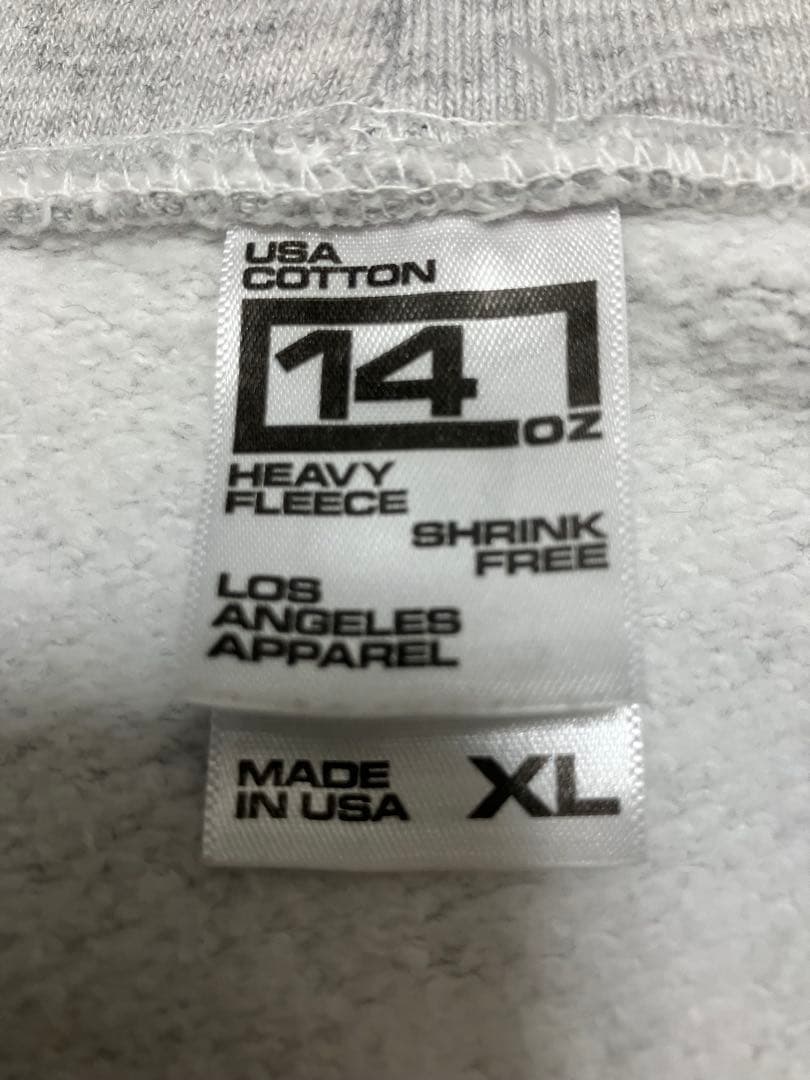 USA
COTTON
14
OZ
HEAVY
FLEECE
SHRINK
FREE
LOS
ANGELES
APPAREL
MADE
IN USA
XL